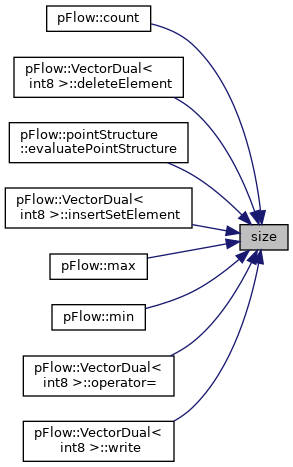 pFlow::count
pFlow::VectorDual<
int8 >::deleteElement
pFlow::pointStructure
::evaluatePointStructure
pFlow::VectorDual<
int8 >::insertSetElement
size
pFlow::max
pFlow::min
pFlow::VectorDual<
int8 >::operator=
pFlow::VectorDual<
int8 >::write